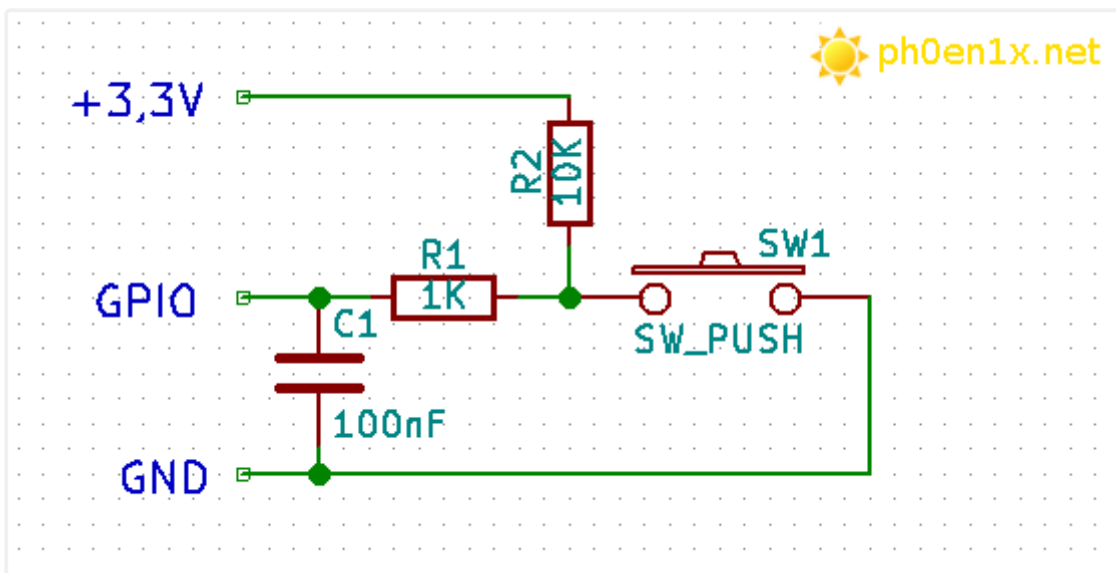 ph0en1x.net
+3,3V
R2
10K
SW1
R1
GPIO
1K
C1
SW_PUSH
100nF
GND